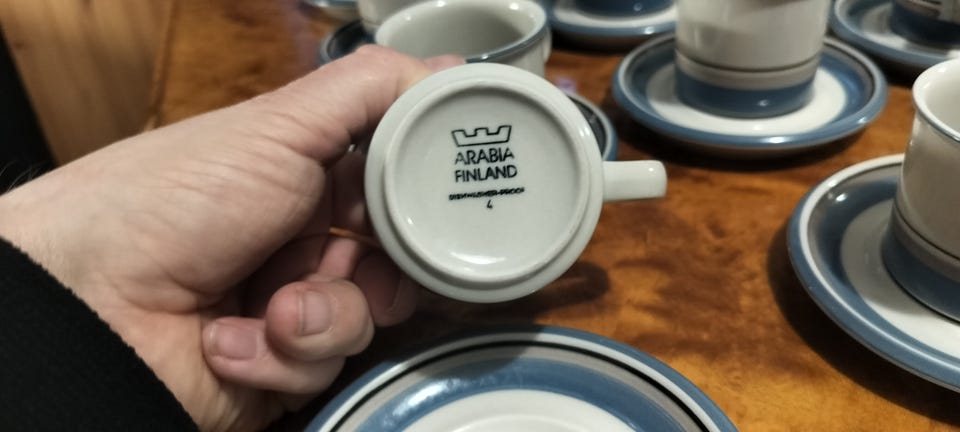 ARABIA
FINLAND
DISHWASHER-PROOF
4